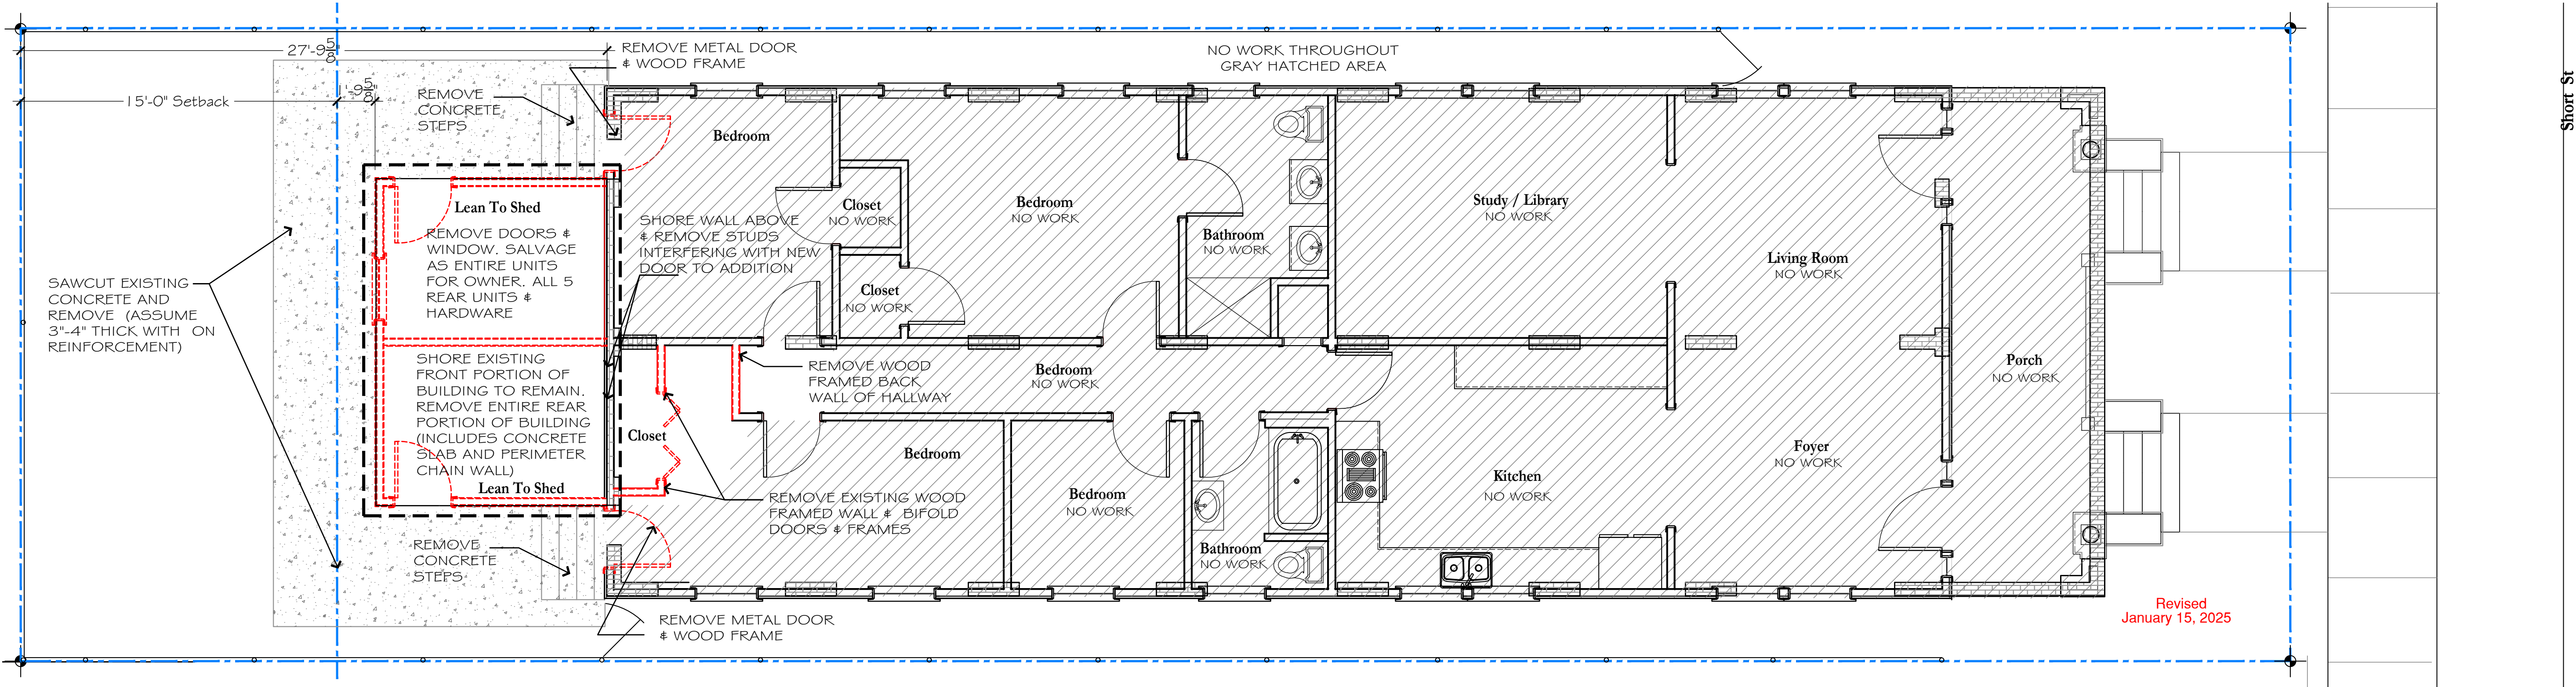 27'-9 5/8
15'-0" Setback
1'-9 5/8
REMOVE METAL DOOR
& WOOD FRAME
NO WORK THROUGHOUT
GRAY HATCHED AREA
Short St
REMOVE
CONCRETE
STEPS
Bedroom
Lean To Shed
REMOVE DOORS &
WINDOW. SALVAGE
AS ENTIRE UNITS
FOR OWNER. ALL 5
REAR UNITS &
HARDWARE
SHORE WALL ABOVE
& REMOVE STUDS
INTERFERING WITH NEW
DOOR TO ADDITION
Closet
NO WORK
Closet
NO WORK
Bedroom
NO WORK
Bathroom
NO WORK
Study / Library
NO WORK
Living Room
NO WORK
SAWCUT EXISTING
CONCRETE AND
REMOVE (ASSUME
3"-4" THICK WITH ON
REINFORCEMENT)
SHORE EXISTING
FRONT PORTION OF
BUILDING TO REMAIN.
REMOVE ENTIRE REAR
PORTION OF BUILDING
(INCLUDES CONCRETE
SLAB AND PERIMETER
CHAIN WALL)
Lean To Shed
Closet
REMOVE WOOD
FRAMED BACK
WALL OF HALLWAY
Bedroom
NO WORK
Porch
NO WORK
Bedroom
Bedroom
NO WORK
Kitchen
NO WORK
Foyer
NO WORK
REMOVE EXISTING WOOD
FRAMED WALL & BIFOLD
DOORS & FRAMES
REMOVE
CONCRETE
STEPS
Bathroom
NO WORK
REMOVE METAL DOOR
& WOOD FRAME
Revised
January 15, 2025